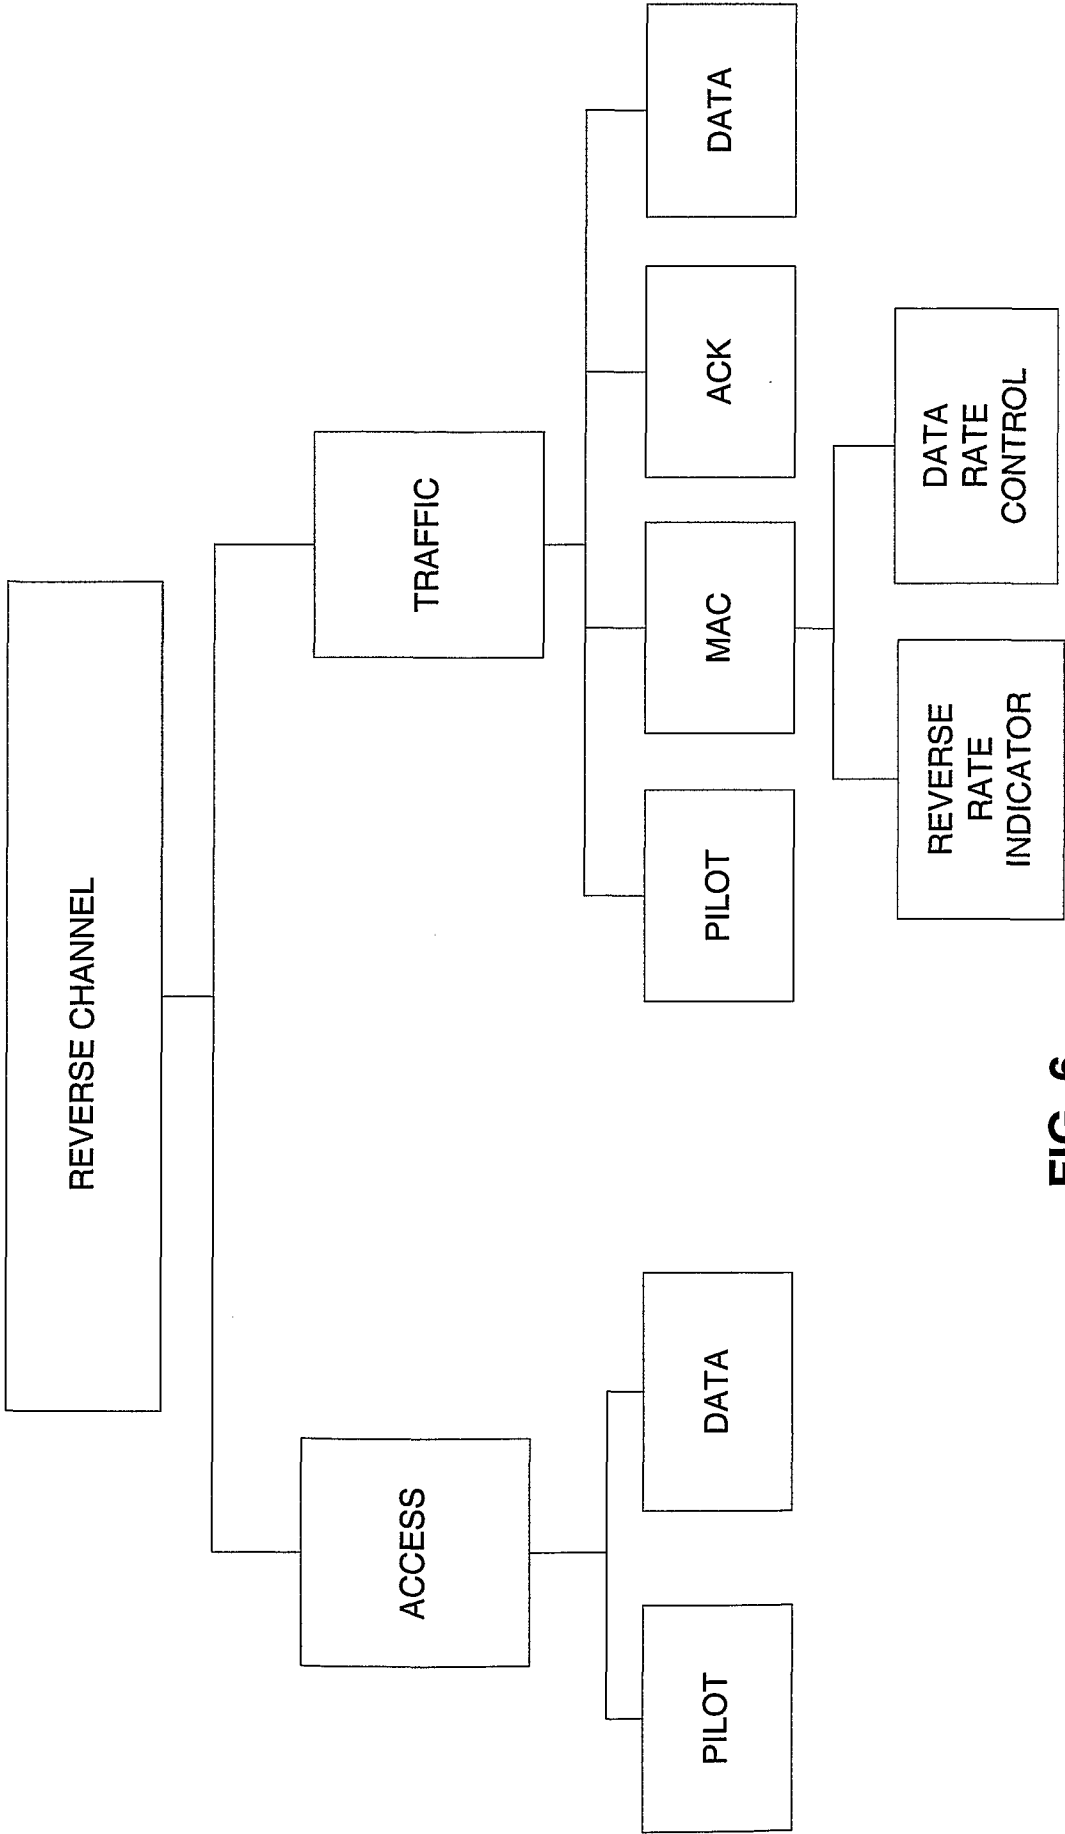 REVERSE CHANNEL
ACCESS
TRAFFIC
PILOT
DATA
PILOT
MAC
ACK
DATA
REVERSE
RATE
INDICATOR
DATA
RATE
CONTROL
FIG. 6